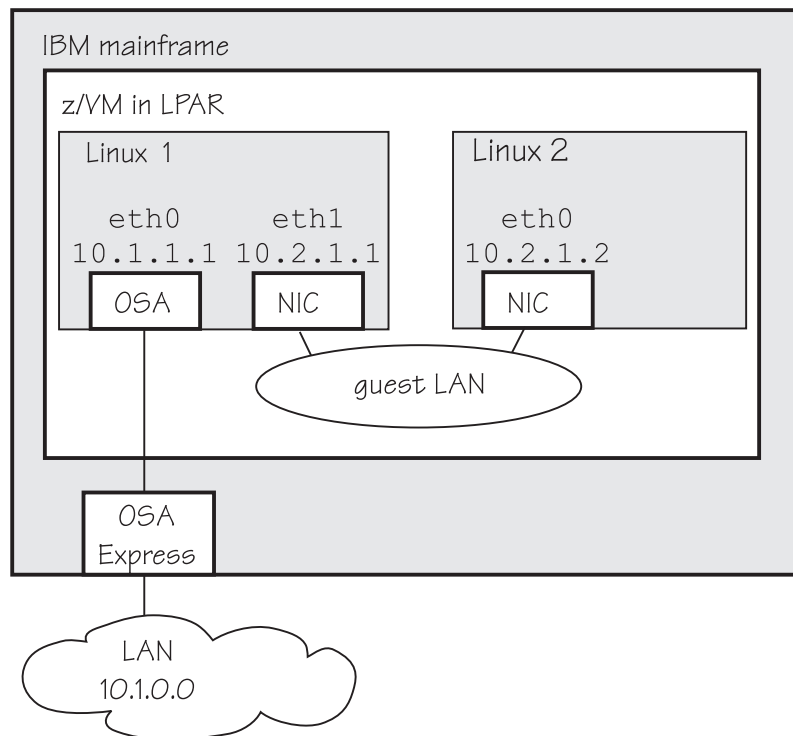 IBM mainframe
z/VM in LPAR
Linux 1
Linux 2
eth0 eth1 eth0
10.1.1.1 10.2.1.1 10.2.1.2
OSA NIC NIC
guest LAN
OSA
Express
LAN
10.1.0.0